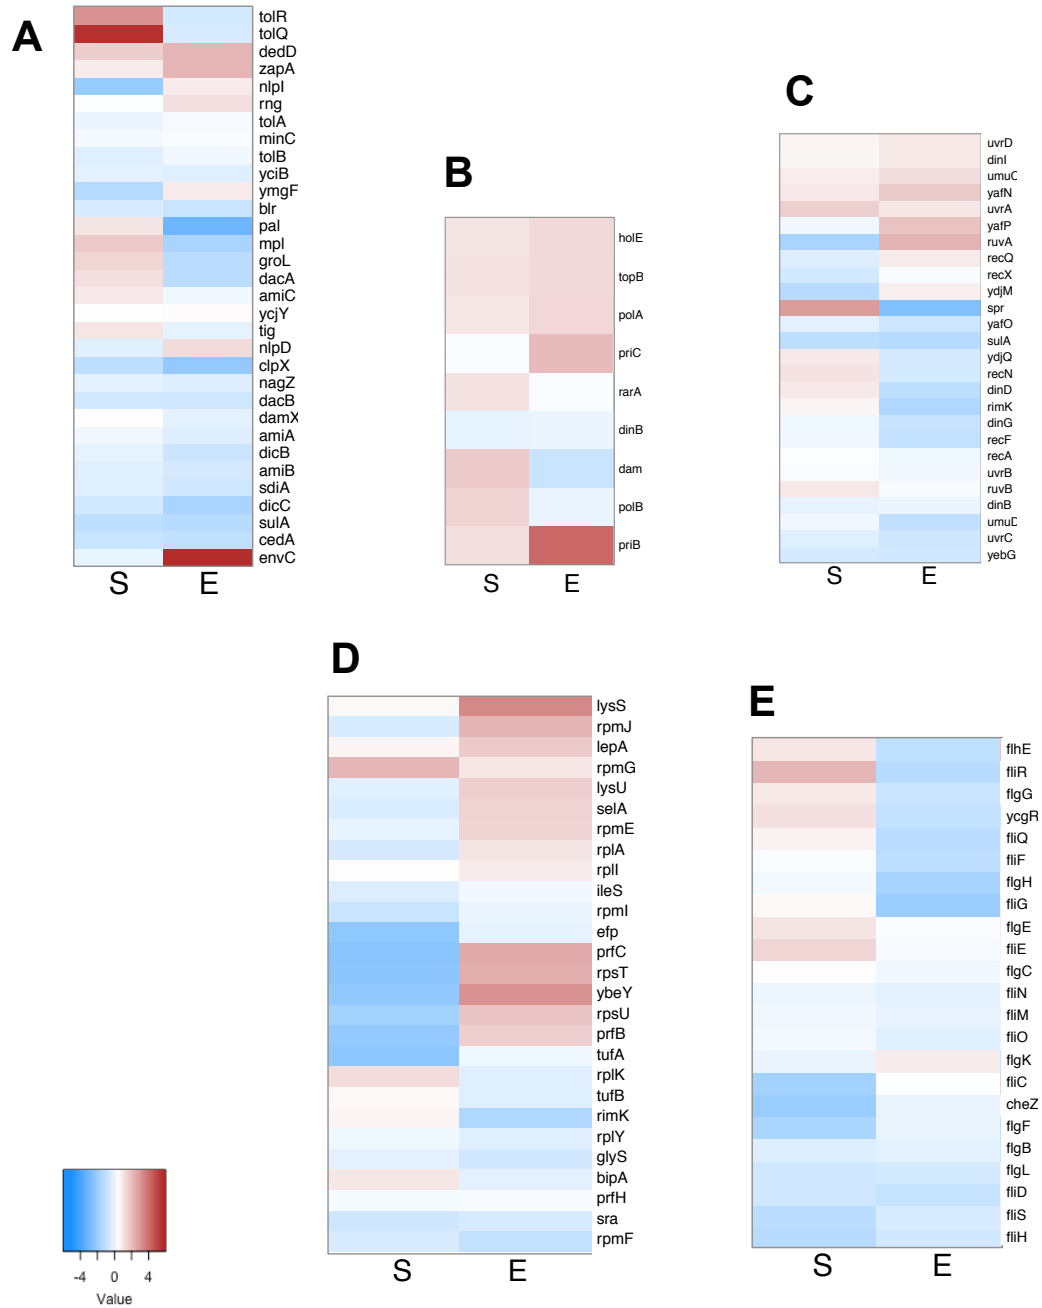 A
tolR
tolQ
dedD
zapA
nlpI
rng
tolA
minC
tolB
yciB
ymgF
blr
pal
mpl
groL
dacA
amiC
ycjY
tig
nlpD
clpX
nagZ
dacB
damX
amiA
dicB
amiB
sdiA
dicC
sulA
cedA
envC
S E
B
holE
topB
polA
priC
rarA
dinB
dam
polB
priB
S E
C
uvrD
dinI
umuC
yafN
uvrA
yafP
ruvA
recQ
recX
ydjM
spr
yafO
sulA
ydjQ
recN
dinD
rimK
dinG
recF
recA
uvrB
ruvB
dinB
umuD
uvrC
yebG
S E
D
lysS
rpmJ
lepA
rpmG
lysU
selA
rpmE
rplA
rplI
ileS
rpmI
efp
prfC
rpsT
ybeY
rpsU
prfB
tufA
rplK
tufB
rimK
rplY
glyS
bipA
prfH
sra
rpmF
S E
E
flhE
fliR
flgG
ycgR
fliQ
fliF
flgH
fliG
flgE
fliE
flgC
fliN
fliM
fliO
flgK
fliC
cheZ
flgF
flgB
flgL
fliD
fliS
fliH
S E
-4 0 4
Value